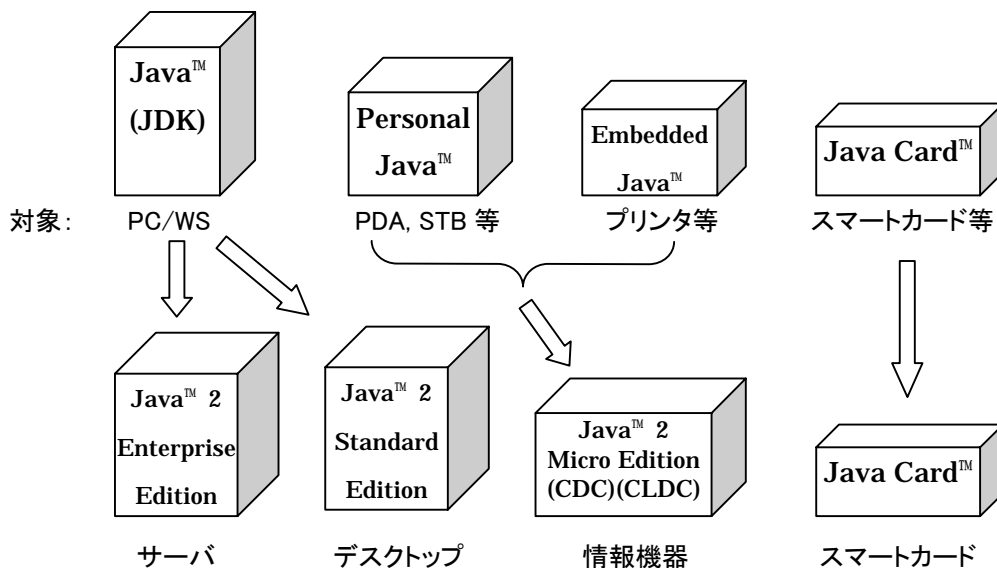 Java™
(JDK)
Personal
Java™
Embedded
Java™
Java Card™
対象:
PC/WS
PDA, STB 等
プリンタ等
スマートカード等
Java™ 2
Enterprise
Edition
Java™ 2
Standard
Edition
Java™ 2
Micro Edition
(CDC)(CLDC)
Java Card™
サーバ
デスクトップ
情報機器
スマートカード